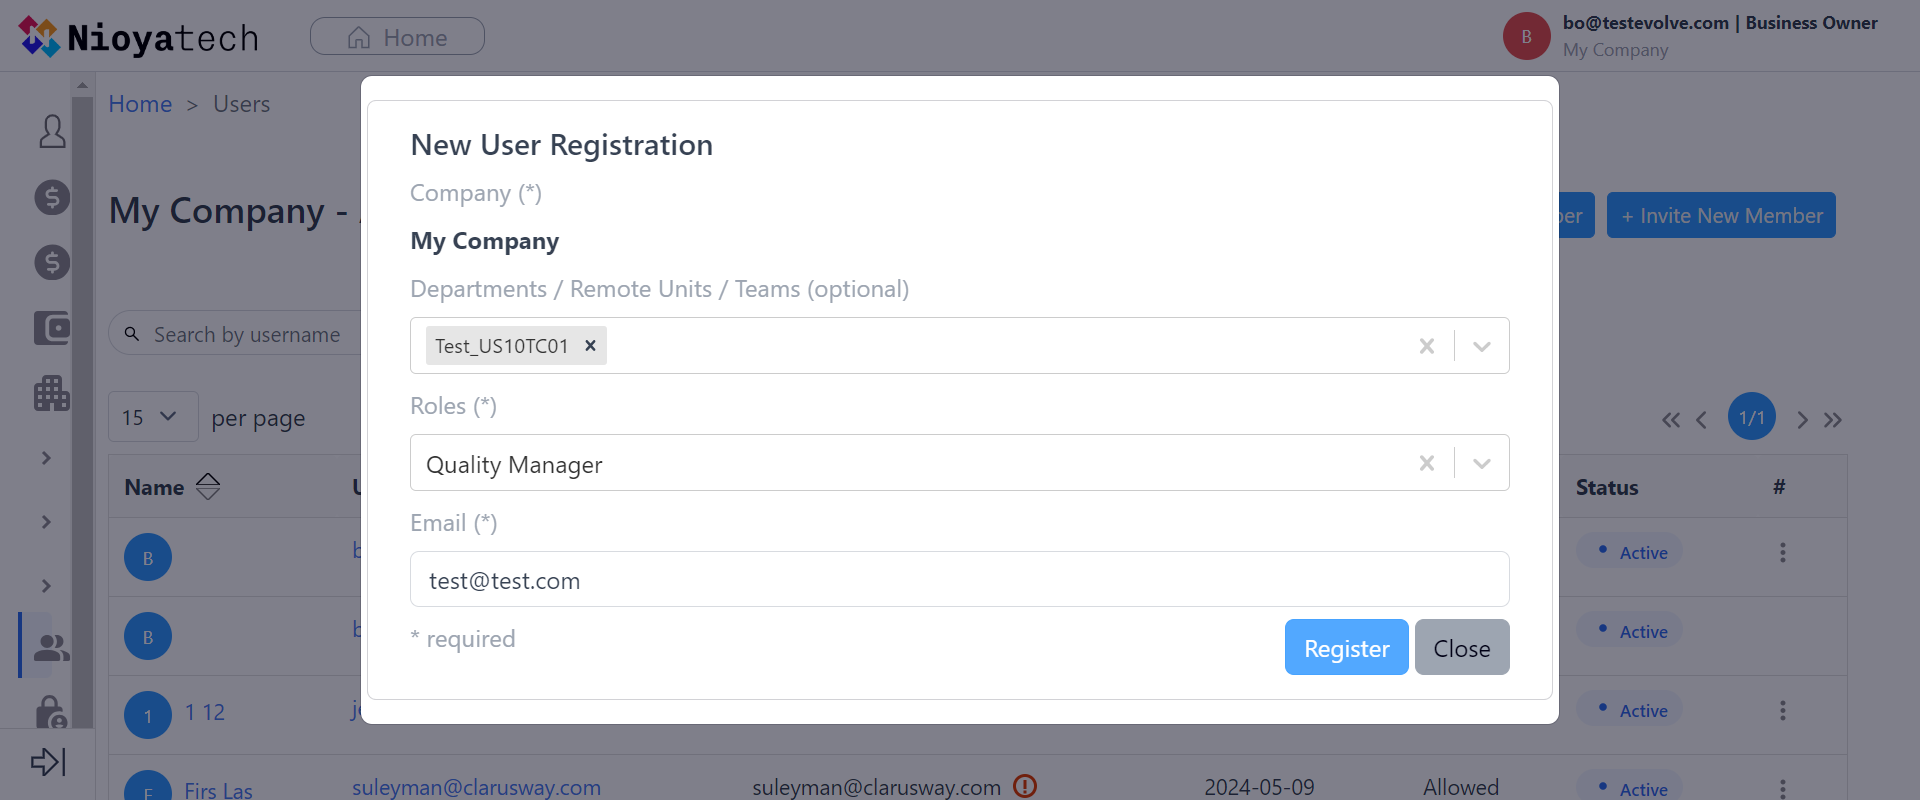 Nioyatech
Home
B
bo@testevolve.com | Business Owner
My Company
Home > Users
My Company -
+ Invite New Member
Search by username
15
per page
1/1
Name
Status
#
B
Active
B
Active
1
1 12
Active
F
Firs Las
suleyman@clarusway.com
suleyman@clarusway.com
2024-05-09
Allowed
Active
New User Registration
Company (*)
My Company
Departments / Remote Units / Teams (optional)
Test_US10TC01
Roles (*)
Quality Manager
Email (*)
test@test.com
* required
Register
Close